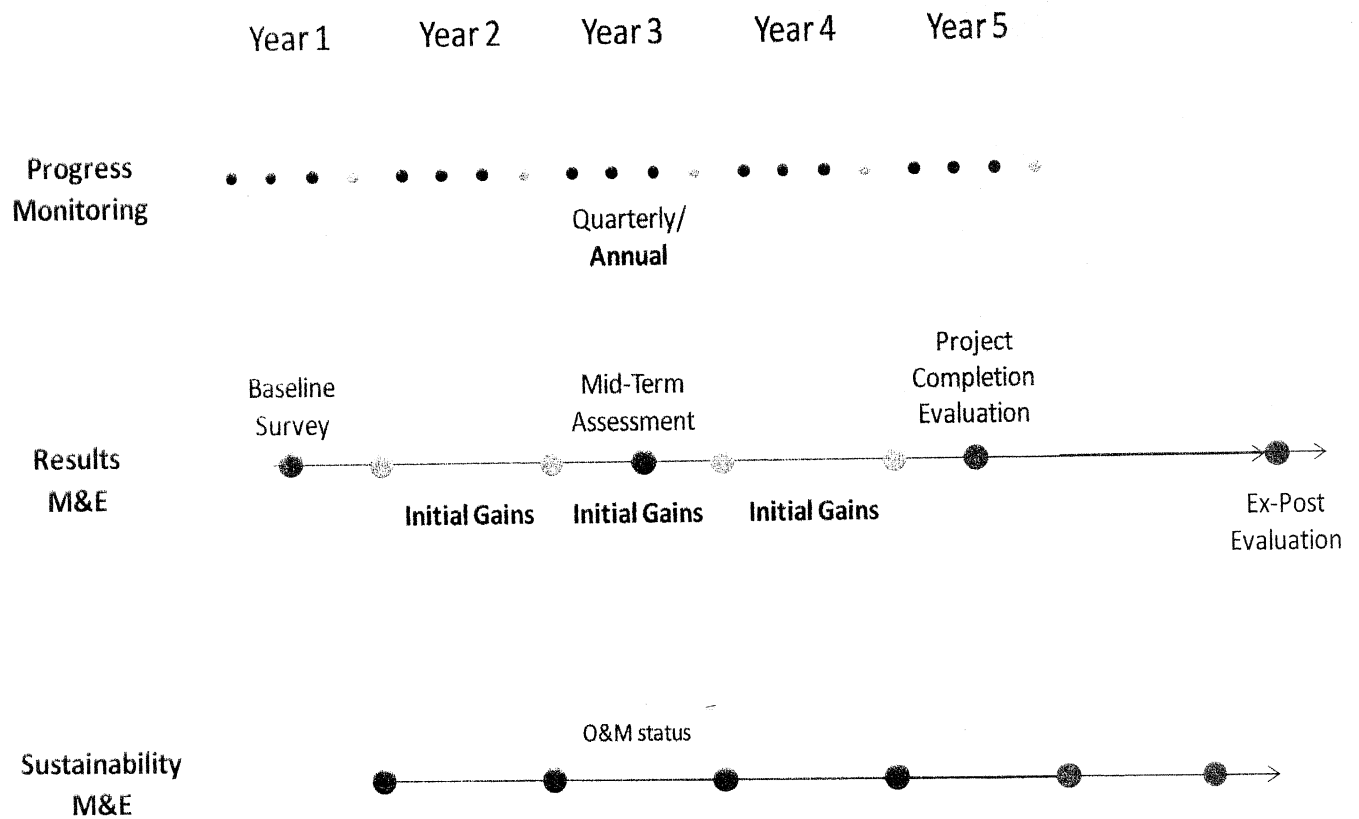 Year 1 Year 2 Year 3 Year 4 Year 5
Progress
Monitoring
Quarterly/
Annual
Baseline
Survey
Mid-Term
Assessment
Project
Completion
Evaluation
Results
M&E
Initial Gains Initial Gains Initial Gains
Ex-Post
Evaluation
O&M status
Sustainability
M&E